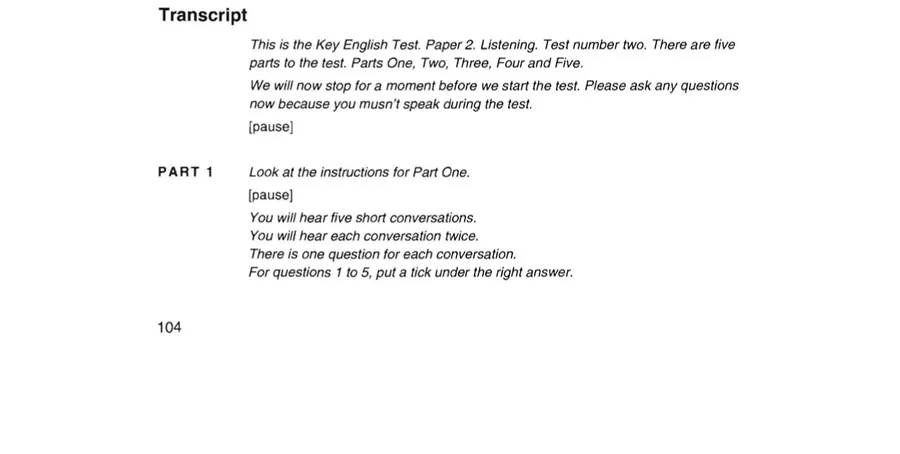 Transcript
This is the Key English Test. Paper 2. Listening. Test number two. There are five
parts to the test. Parts One, Two, Three, Four and Five.
We will now stop for a moment before we start the test. Please ask any questions
now because you musn't speak during the test.
[pause]
PART 1 Look at the instructions for Part One.
[pause]
You will hear five short conversations.
You will hear each conversation twice.
There is one question for each conversation.
For questions 1 to 5, put a tick under the right answer.
104